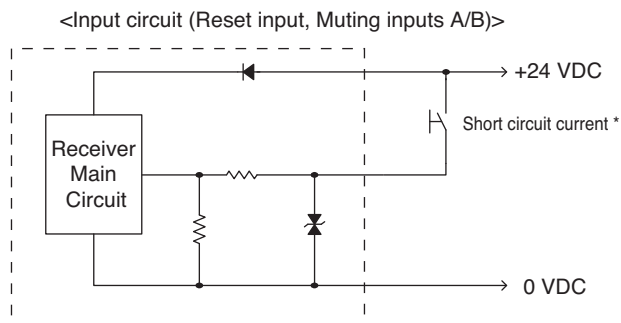 <Input circuit (Reset input, Muting inputs A/B)>
+24 VDC
Short circuit current *
Receiver
Main
Circuit
0 VDC